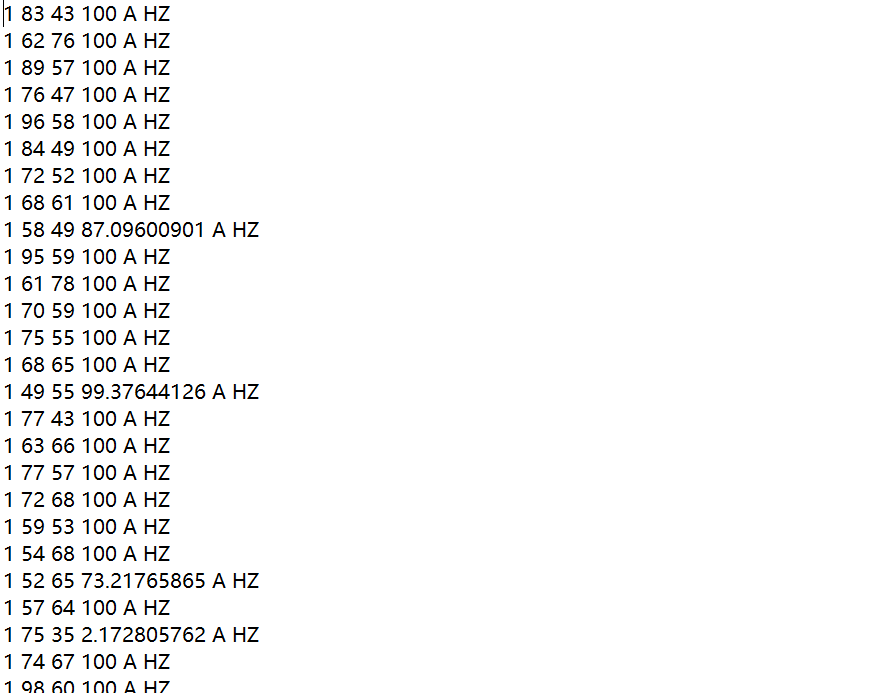 1 83 43 100 A HZ
1 62 76 100 A HZ
1 89 57 100 A HZ
1 76 47 100 A HZ
1 96 58 100 A HZ
1 84 49 100 A HZ
1 72 52 100 A HZ
1 68 61 100 A HZ
1 58 49 87.09600901 A HZ
1 95 59 100 A HZ
1 61 78 100 A HZ
1 70 59 100 A HZ
1 75 55 100 A HZ
1 68 65 100 A HZ
1 49 55 99.37644126 A HZ
1 77 43 100 A HZ
1 63 66 100 A HZ
1 77 57 100 A HZ
1 72 68 100 A HZ
1 59 53 100 A HZ
1 54 68 100 A HZ
1 52 65 73.21765865 A HZ
1 57 64 100 A HZ
1 75 35 2.172805762 A HZ
1 74 67 100 A HZ
1 98 60 100 A HZ